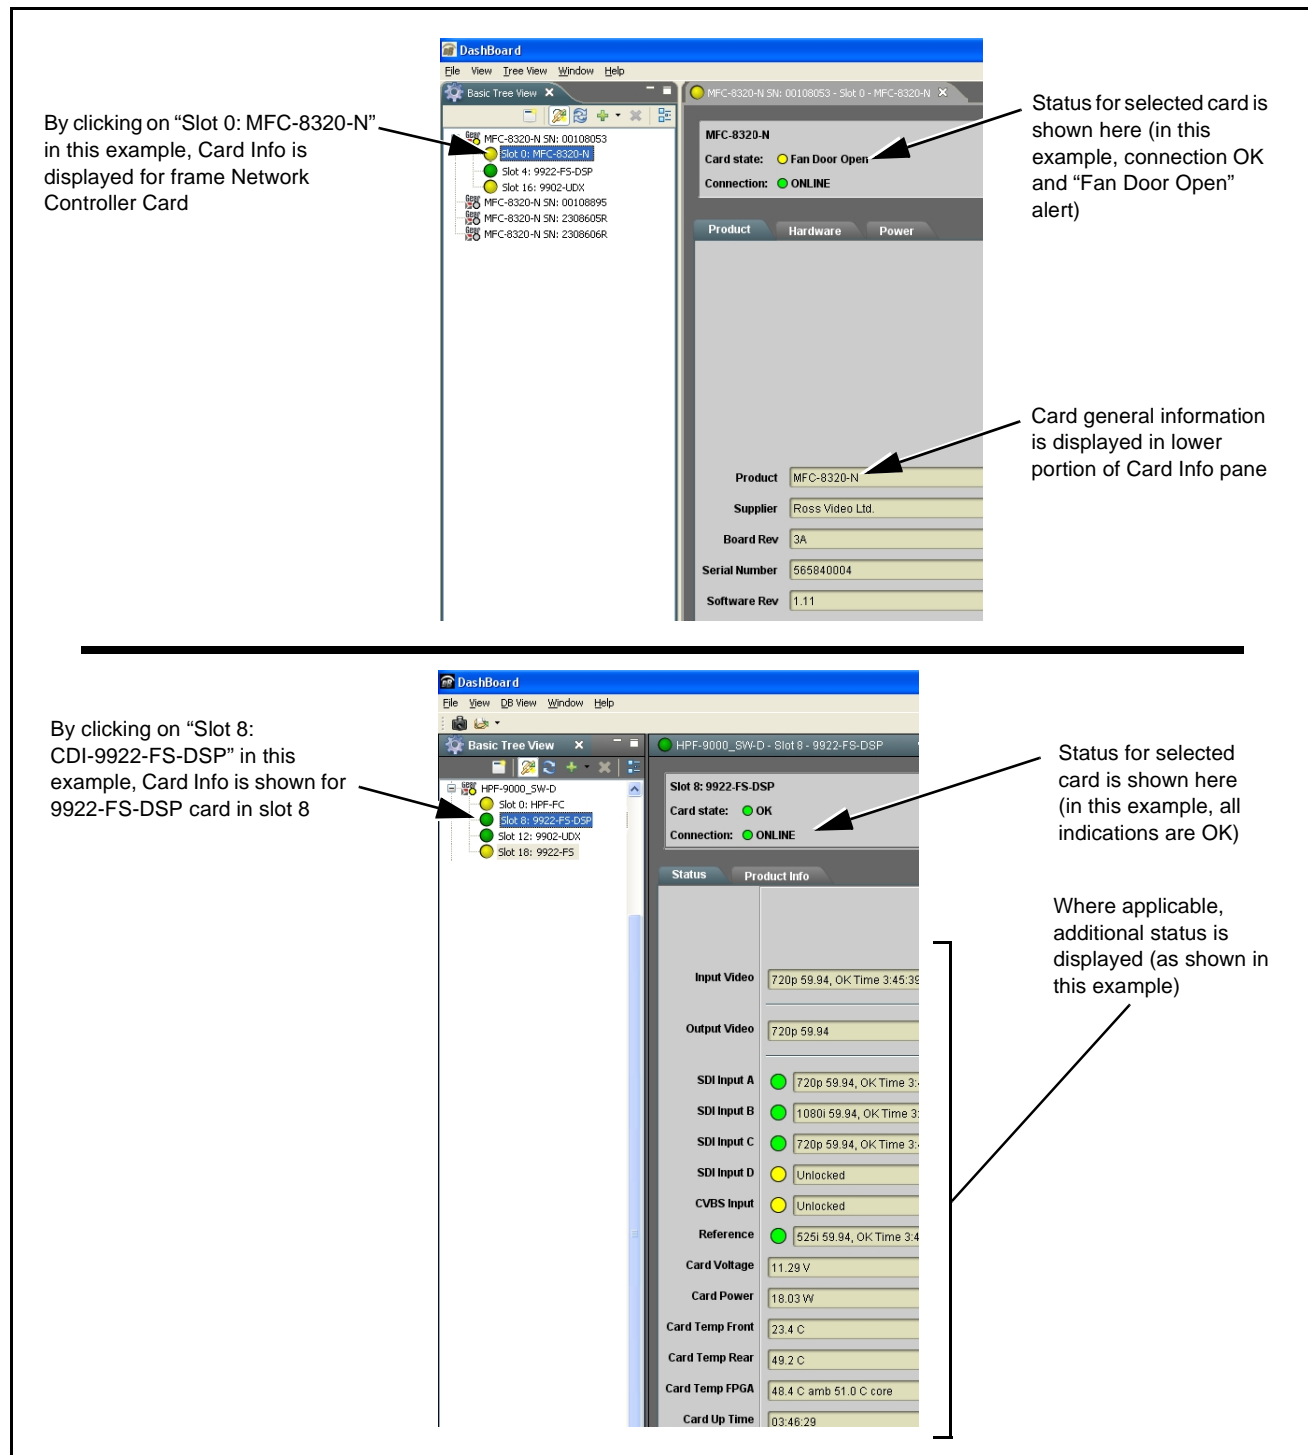 DashBoard
File View Tree View Window Help
Basic Tree View
MFC-8320-N SN: 00108053 - Slot 0 - MFC-8320-N
MFC-8320-N SN: 00108053
Slot 0: MFC-8320-N
Slot 4: 9922-FS-DSP
Slot 16: 9902-UDX
MFC-8320-N SN: 00108895
MFC-8320-N SN: 2308605R
MFC-8320-N SN: 2308606R
MFC-8320-N
Card state: Fan Door Open
Connection: ONLINE
Product Hardware Power
Product MFC-8320-N
Supplier Ross Video Ltd.
Board Rev 3A
Serial Number 565840004
Software Rev 1.11
By clicking on “Slot 0: MFC-8320-N”
in this example, Card Info is
displayed for frame Network
Controller Card
Status for selected card is
shown here (in this
example, connection OK
and “Fan Door Open”
alert)
Card general information
is displayed in lower
portion of Card Info pane
DashBoard
File View DB View Window Help
Basic Tree View
HPF-9000_SW-D - Slot 8 - 9922-FS-DSP
HPF-9000_SW-D
Slot 0: HPF-FC
Slot 8: 9922-FS-DSP
Slot 12: 9902-UDX
Slot 18: 9922-FS
Slot 8: 9922-FS-DSP
Card state: OK
Connection: ONLINE
Status Product Info
Input Video 720p 59.94, OK Time 3:45:39
Output Video 720p 59.94
SDI Input A 720p 59.94, OK Time 3:4
SDI Input B 1080i 59.94, OK Time 3:
SDI Input C 720p 59.94, OK Time 3:4
SDI Input D Unlocked
CVBS Input Unlocked
Reference 525i 59.94, OK Time 3:4
Card Voltage 11.29 V
Card Power 18.03 W
Card Temp Front 23.4 C
Card Temp Rear 49.2 C
Card Temp FPGA 48.4 C amb 51.0 C core
Card Up Time 03:46:29
By clicking on “Slot 8:
CDI-9922-FS-DSP” in this
example, Card Info is shown for
9922-FS-DSP card in slot 8
Status for selected
card is shown here
(in this example, all
indications are OK)
Where applicable,
additional status is
displayed (as shown in
this example)